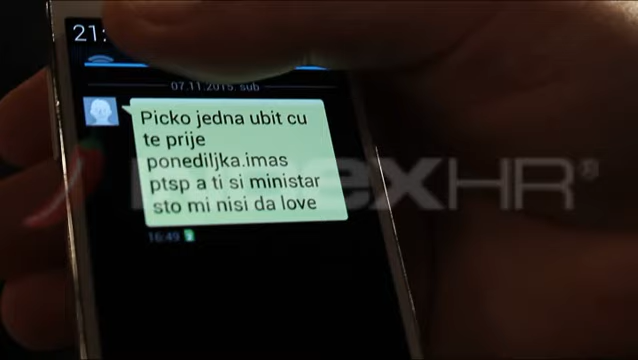 21:
07.11.2015. sub
Picko jedna ubit cu
te prije
ponediljka.imas
ptsp a ti si ministar
sto mi nisi da love
16:49
exHR®